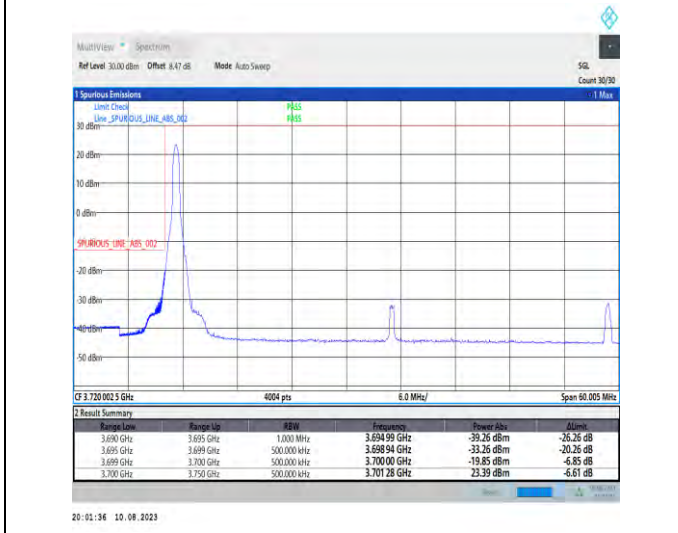 MultiView Spectrum
Ref Level 30.00 dBm Offset 8.47 dB Mode Auto Sweep SGL
Count 30/30
1 Spurious Emissions 1 Max
Limit Check PASS
Line _SPURIOUS_LINE_ABS_002 PASS
30 dBm
20 dBm
10 dBm
0 dBm
SPURIOUS_LINE_ABS_002
-20 dBm
-30 dBm
-40 dBm
-50 dBm
CF 3.720 002 5 GHz 4004 pts 6.0 MHz/ Span 60.005 MHz
2 Result Summary
Range Low Range Up RBW Frequency Power Abs ΔLimit
3.690 GHz 3.695 GHz 1.000 MHz 3.694 99 GHz -39.26 dBm -26.26 dB
3.695 GHz 3.699 GHz 500.000 kHz 3.698 94 GHz -33.26 dBm -20.26 dB
3.699 GHz 3.700 GHz 500.000 kHz 3.700 00 GHz -19.85 dBm -6.85 dB
3.700 GHz 3.750 GHz 500.000 kHz 3.701 28 GHz 23.39 dBm -6.61 dB
20:01:36 10.08.2023